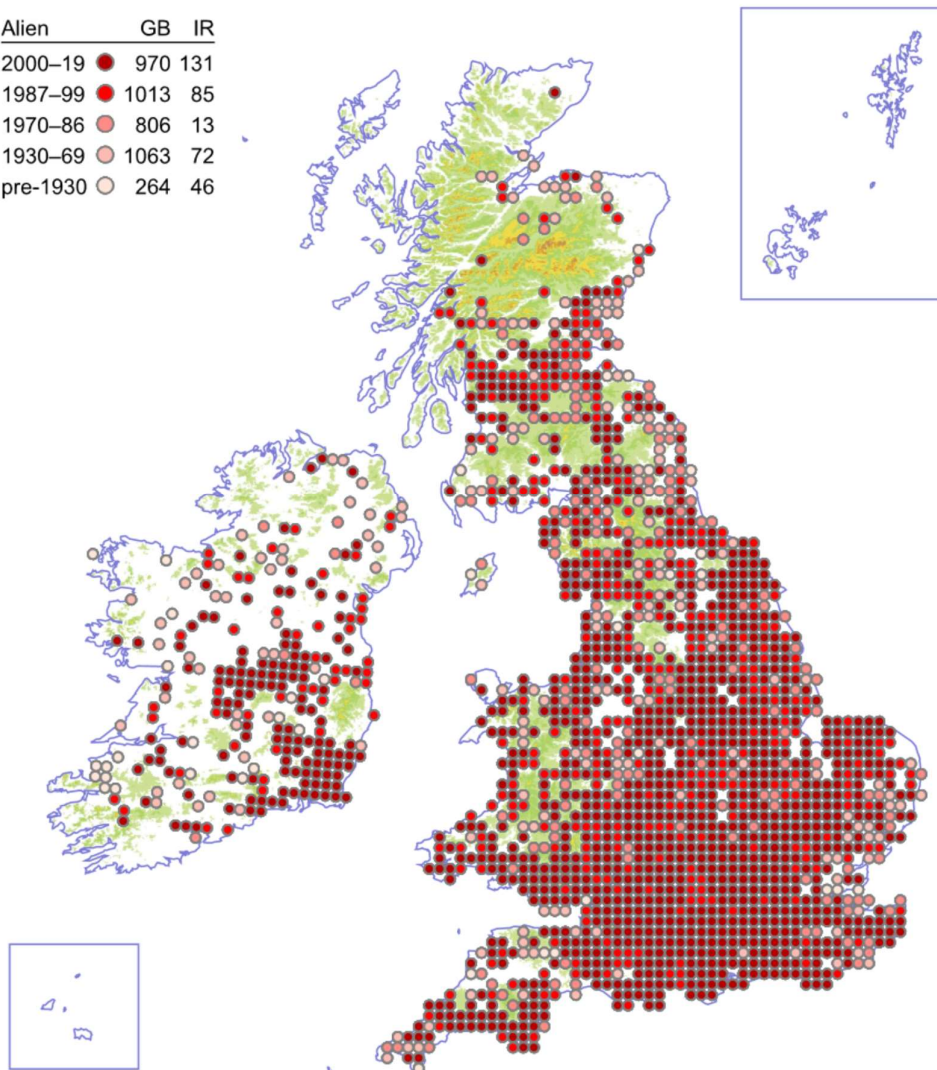 Alien GB IR
2000–19 970 131
1987–99 1013 85
1970–86 806 13
1930–69 1063 72
pre-1930 264 46